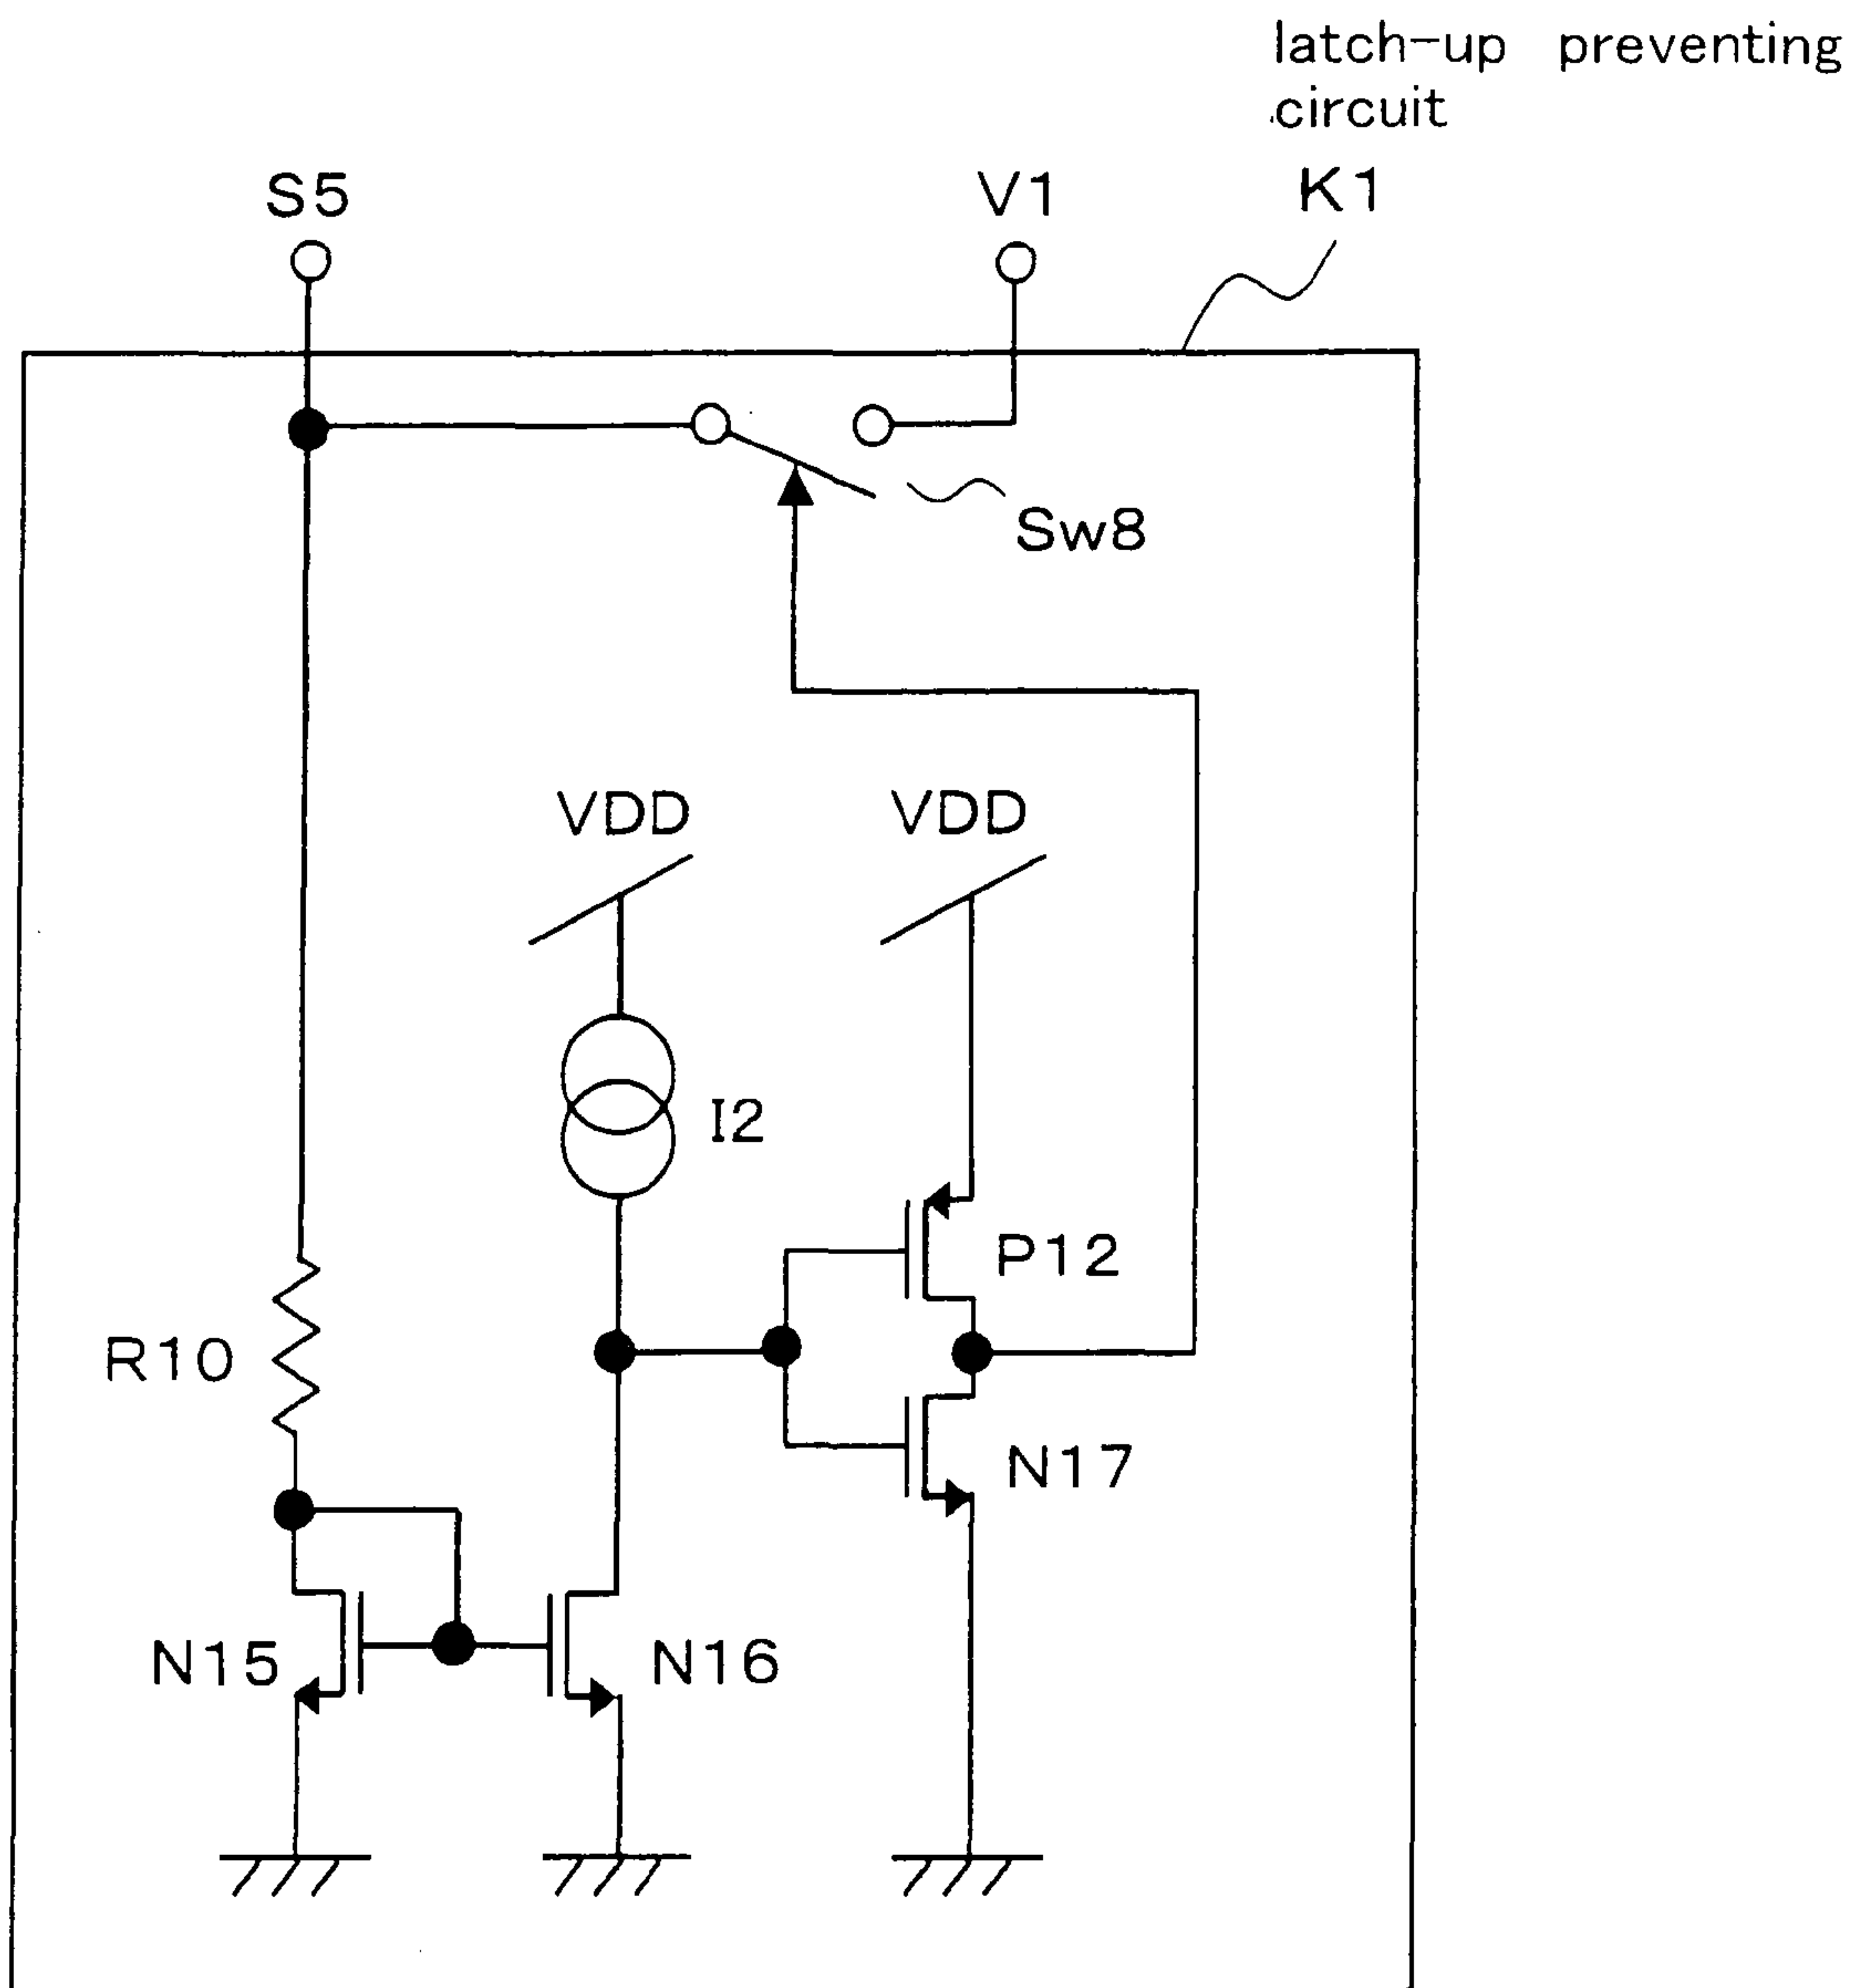 latch-up preventing
circuit
S5
V1
K1
Sw8
VDD
VDD
I2
P12
R10
N17
N15
N16